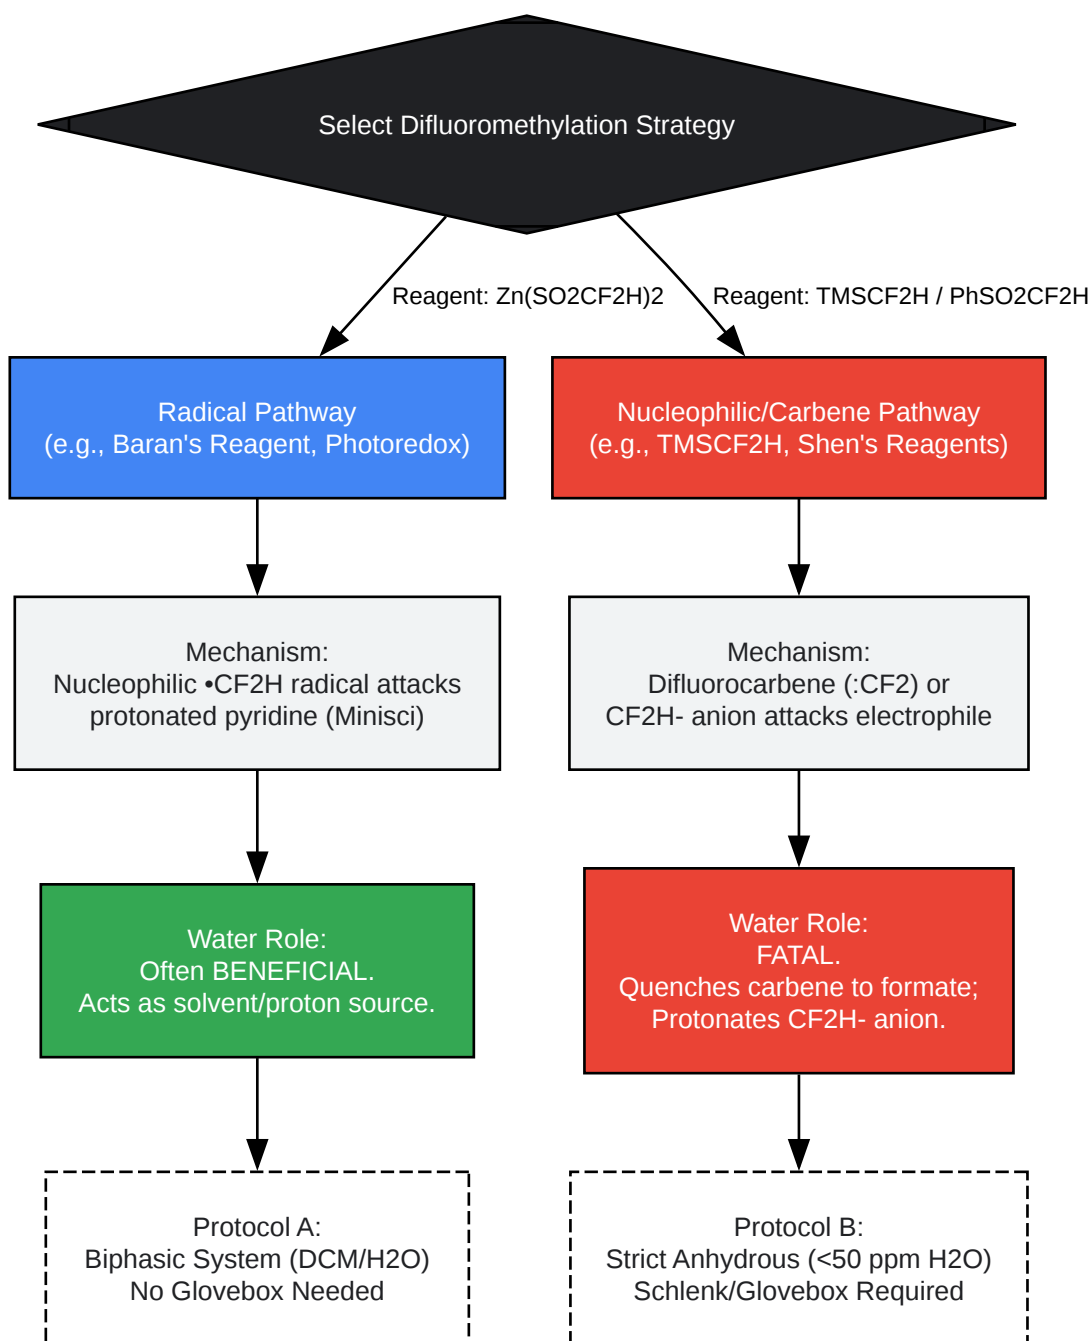 Select Difluoromethylation Strategy
Reagent: Zn(SO2CF2H)2
Reagent: TMSCF2H / PhSO2CF2H
Radical Pathway
(e.g., Baran's Reagent, Photoredox)
Nucleophilic/Carbene Pathway
(e.g., TMSCF2H, Shen's Reagents)
Mechanism:
Nucleophilic •CF2H radical attacks
protonated pyridine (Minisci)
Mechanism:
Difluorocarbene (:CF2) or
CF2H- anion attacks electrophile
Water Role:
Often BENEFICIAL.
Acts as solvent/proton source.
Water Role:
FATAL.
Quenches carbene to formate;
Protonates CF2H- anion.
Protocol A:
Biphasic System (DCM/H2O)
No Glovebox Needed
Protocol B:
Strict Anhydrous (<50 ppm H2O)
Schlenk/Glovebox Required